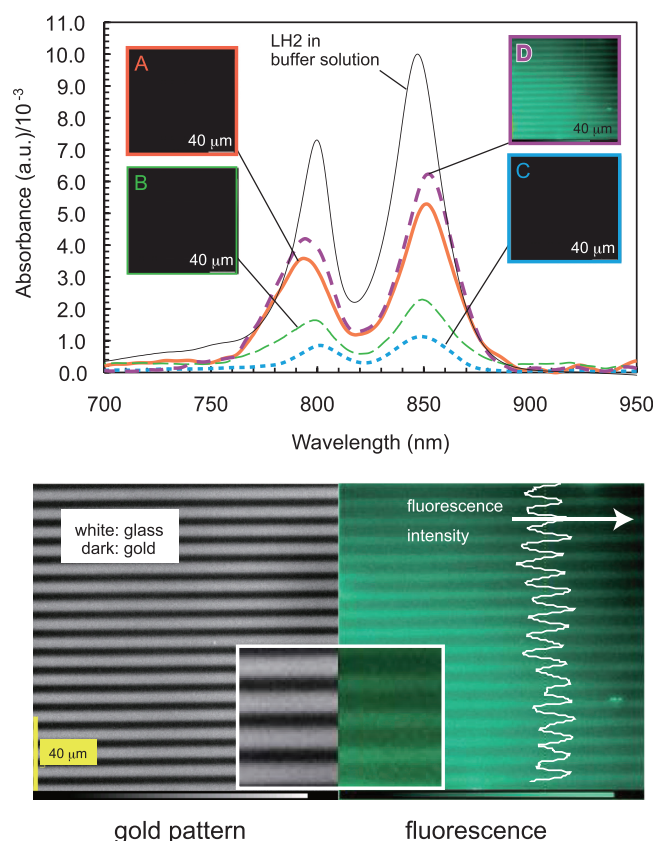 11.0
10.0
9.0
8.0
7.0
6.0
5.0
4.0
3.0
2.0
1.0
0.0
Absorbance (a.u.)/10⁻³
LH2 in
buffer solution
A
40 μm
B
40 μm
D
40 μm
C
40 μm
700 750 800 850 900 950
Wavelength (nm)
white: glass
dark: gold
fluorescence
intensity
40 μm
gold pattern
fluorescence